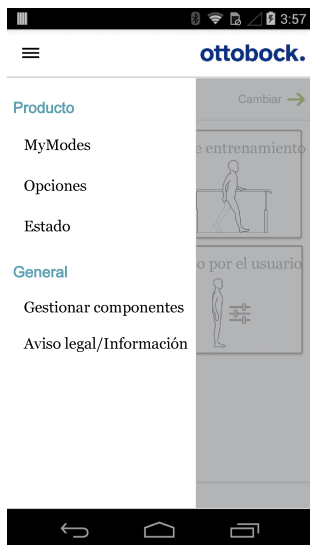 3:57
ottobock.
Cambiar
Producto
MyModes
Opciones
Estado
General
Gestionar componentes
Aviso legal/Información
e entrenamiento
o por el usuario